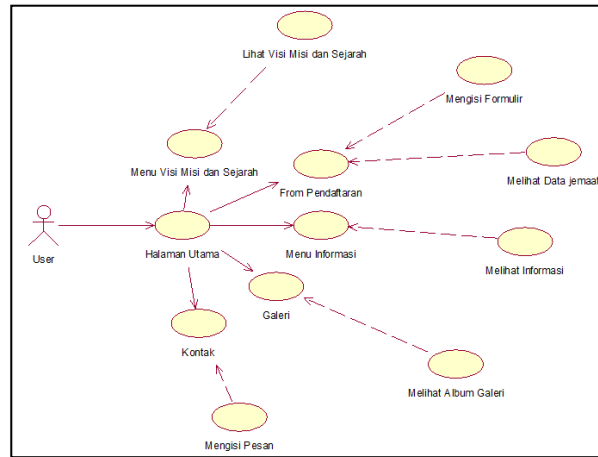 Lihat Visi Misi dan Sejarah
Mengisi Formulir
Menu Visi Misi dan Sejarah
From Pendaftaran
Melihat Data jemaat
User
Halaman Utama
Menu Informasi
Melihat Informasi
Galeri
Kontak
Melihat Album Galeri
Mengisi Pesan